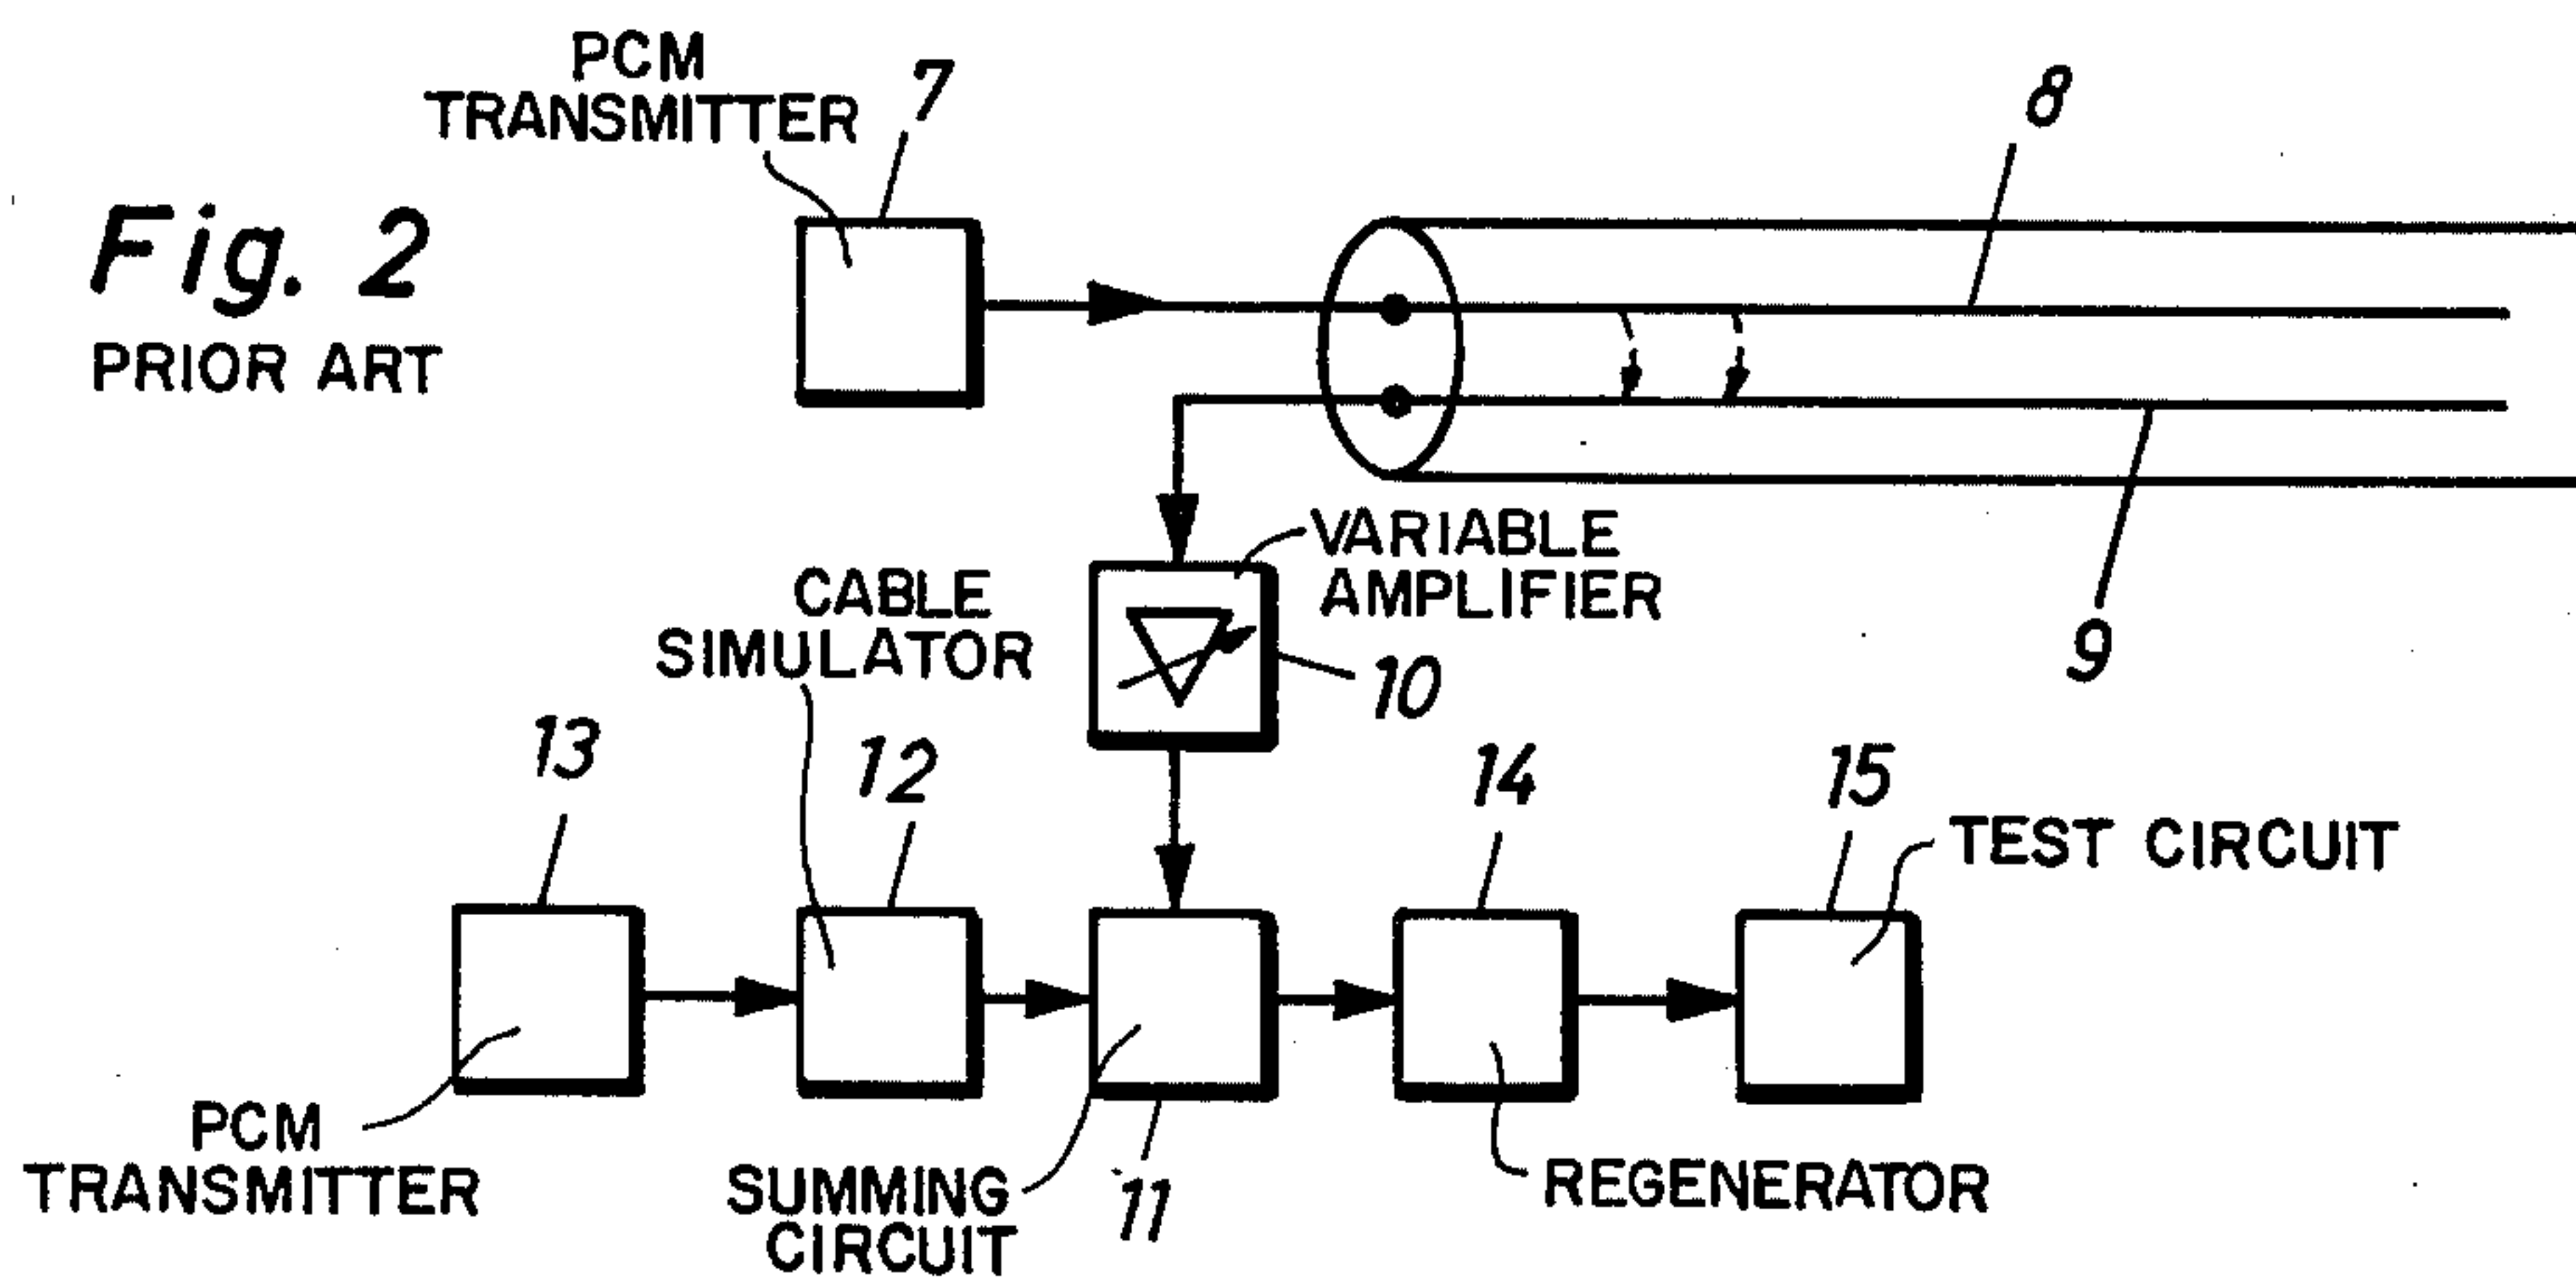 PCM
TRANSMITTER
7
8
Fig. 2
PRIOR ART
VARIABLE
AMPLIFIER
CABLE
SIMULATOR
10
9
13
12
14
15
TEST CIRCUIT
PCM
TRANSMITTER
SUMMING
CIRCUIT
11
REGENERATOR